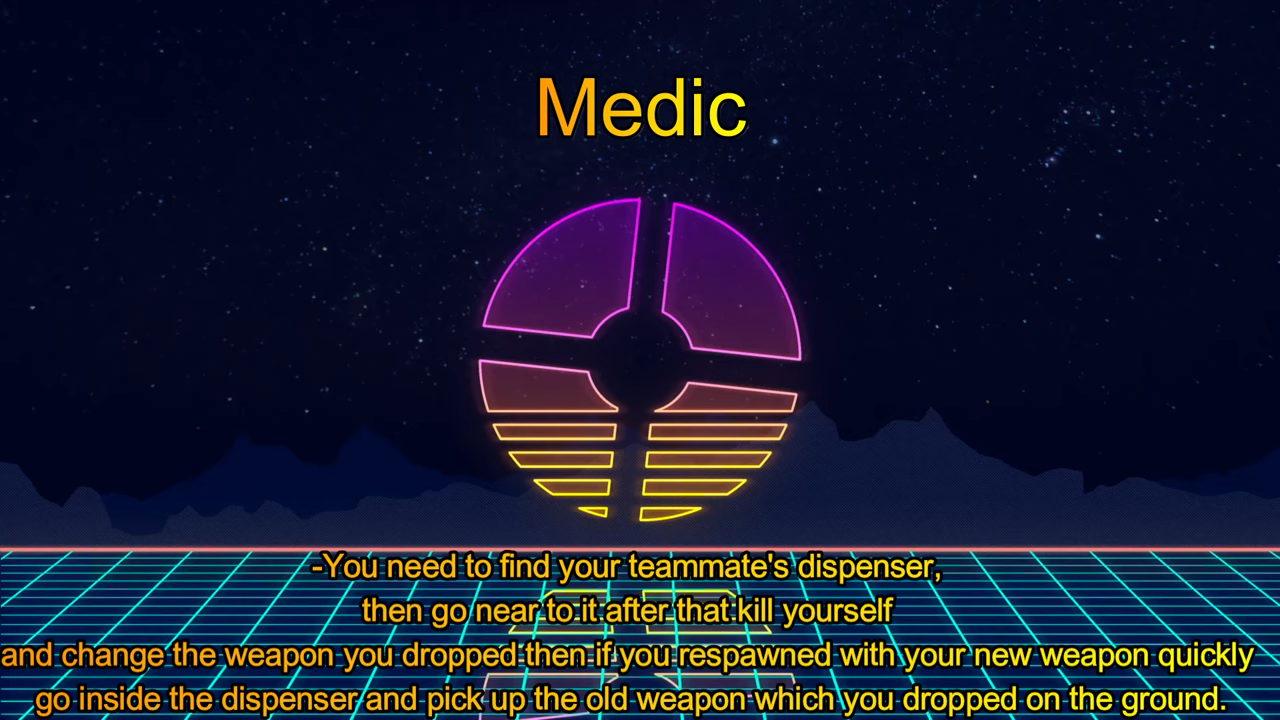 Medic
-You need to find your teammate's dispenser,
then go near to it after that kill yourself
and change the weapon you dropped then if you respawned with your new weapon quickly
go inside the dispenser and pick up the old weapon which you dropped on the ground.